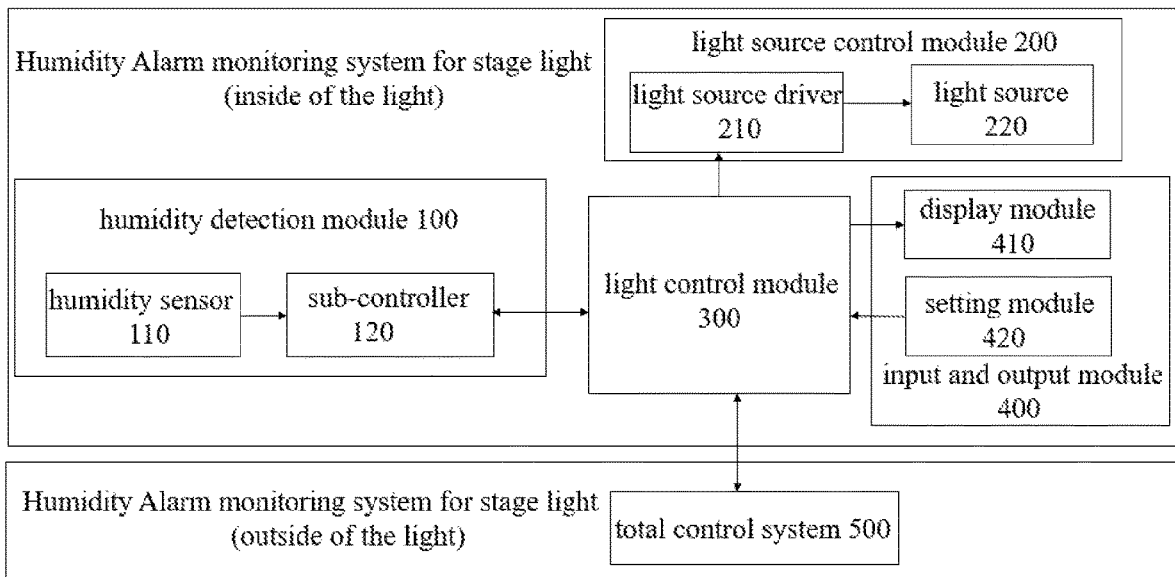 Humidity Alarm monitoring system for stage light
(inside of the light)
light source control module 200
light source driver
210
light source
220
humidity detection module 100
humidity sensor
110
sub-controller
120
light control module
300
display module
410
setting module
420
input and output module
400
Humidity Alarm monitoring system for stage light
(outside of the light)
total control system 500